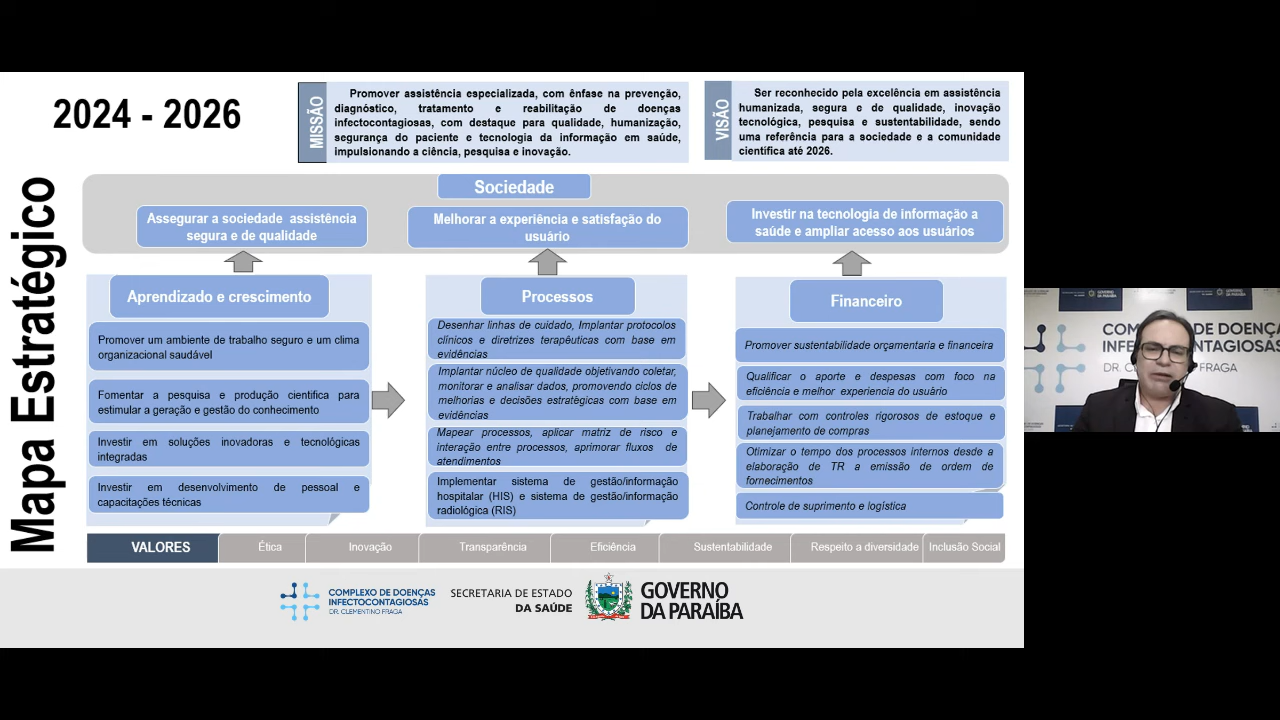 2024 - 2026
MISSÃO
Promover assistência especializada, com ênfase na prevenção,
diagnóstico, tratamento e reabilitação de doenças
infectocontagiosas, com destaque para qualidade, humanização,
segurança do paciente e tecnologia da informação em saúde,
impulsionando a ciência, pesquisa e inovação.
VISÃO
Ser reconhecido pela excelência em assistência
humanizada, segura e de qualidade, inovação
tecnológica, pesquisa e sustentabilidade, sendo
uma referência para a sociedade e a comunidade
científica até 2026.
Mapa Estratégico
Sociedade
Assegurar a sociedade assistência
segura e de qualidade
Melhorar a experiência e satisfação do
usuário
Investir na tecnologia de informação a
saúde e ampliar acesso aos usuários
Aprendizado e crescimento
Promover um ambiente de trabalho seguro e um clima
organizacional saudável
Fomentar a pesquisa e produção científica para
estimular a geração e gestão do conhecimento
Investir em soluções inovadoras e tecnológicas
integradas
Investir em desenvolvimento de pessoal e
capacitações técnicas
Processos
Desenhar linhas de cuidado, Implantar protocolos
clínicos e diretrizes terapêuticas com base em
evidências
Implantar núcleo de qualidade objetivando coletar,
monitorar e analisar dados, promovendo ciclos de
melhorias e decisões estratégicas com base em
evidências
Mapear processos, aplicar matriz de risco e
interação entre processos, aprimorar fluxos de
atendimentos
Implementar sistema de gestão/informação
hospitalar (HIS) e sistema de gestão/informação
radiológica (RIS)
Financeiro
Promover sustentabilidade orçamentaria e financeira
Qualificar o aporte e despesas com foco na
eficiência e melhor experiencia do usuário
Trabalhar com controles rigorosos de estoque e
planejamento de compras
Otimizar o tempo dos processos internos desde a
elaboração de TR a emissão de ordem de
fornecimentos
Controle de suprimento e logística
VALORES
Ética
Inovação
Transparência
Eficiência
Sustentabilidade
Respeito a diversidade
Inclusão Social
COMPLEXO DE DOENÇAS
INFECTOCONTAGIOSAS
DR. CLEMENTINO FRAGA
SECRETARIA DE ESTADO
DA SAÚDE
GOVERNO
DA PARAÍBA
GOVERNO
DA PARAÍBA
GOVERNO
DA PARAÍBA
COMPLEXO DE DOENÇAS
INFECTOCONTAGIOSAS
FRAGA